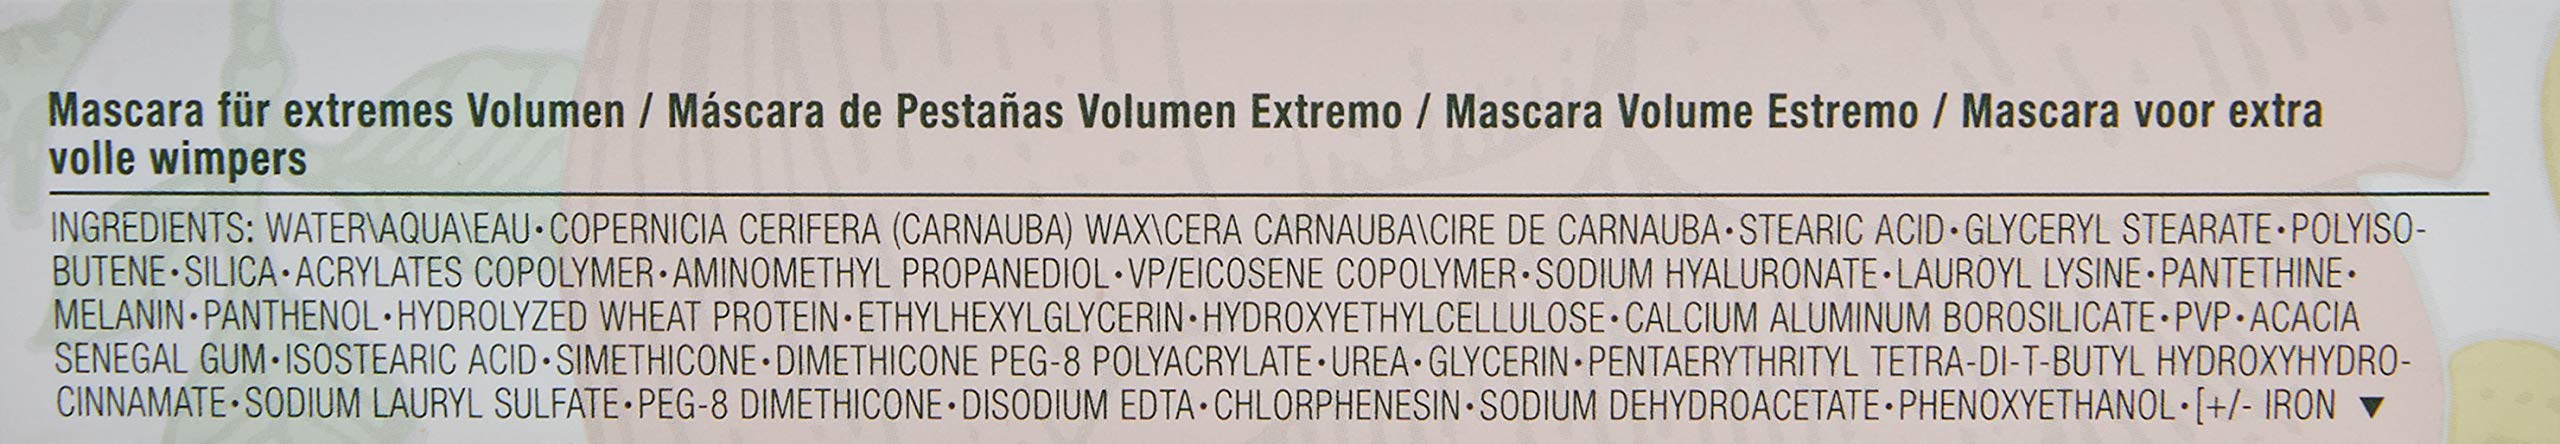 Mascara für extremes Volumen / Máscara de Pestañas Volumen Extremo / Mascara Volume Estremo / Mascara voor extra
volle wimpers
INGREDIENTS: WATER\AQUA\EAU•COPERNICIA CERIFERA (CARNAUBA) WAX\CERA CARNAUBA\CIRE DE CARNAUBA•STEARIC ACID•GLYCERYL STEARATE•POLYISO-
BUTENE•SILICA•ACRYLATES COPOLYMER•AMINOMETHYL PROPANEDIOL•VP/EICOSENE COPOLYMER•SODIUM HYALURONATE•LAUROYL LYSINE•PANTETHINE•
MELANIN•PANTHENOL•HYDROLYZED WHEAT PROTEIN•ETHYLHEXYLGLYCERIN•HYDROXYETHYLCELLULOSE•CALCIUM ALUMINUM BOROSILICATE•PVP•ACACIA
SENEGAL GUM•ISOSTEARIC ACID•SIMETHICONE•DIMETHICONE PEG-8 POLYACRYLATE•UREA•GLYCERIN•PENTAERYTHRITYL TETRA-DI-T-BUTYL HYDROXYHYDRO-
CINNAMATE•SODIUM LAURYL SULFATE•PEG-8 DIMETHICONE•DISODIUM EDTA•CHLORPHENESIN•SODIUM DEHYDROACETATE•PHENOXYETHANOL•[+/- IRON ▼